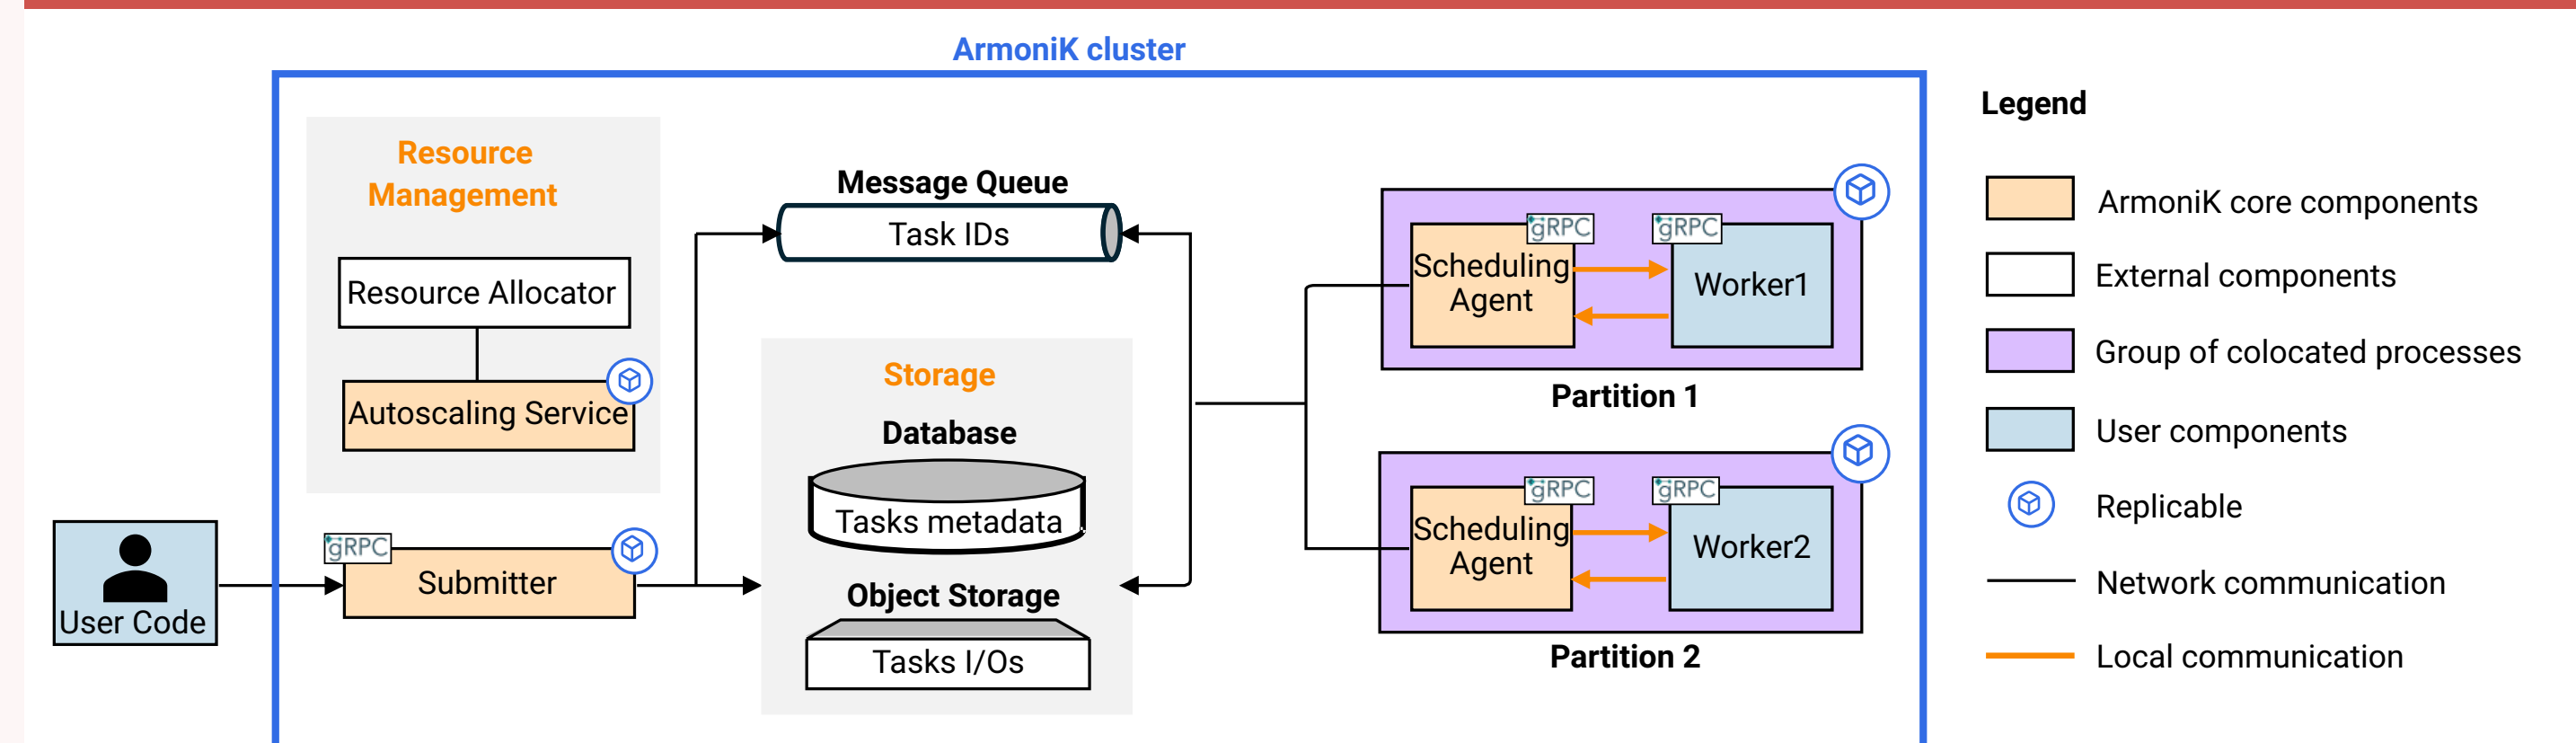 ArmoniK cluster
Resource
Management
Resource Allocator
Autoscaling Service
gRPC
Submitter
User Code
Message Queue
Task IDs
Storage
Database
Tasks metadata
Object Storage
Tasks I/Os
gRPC
gRPC
Scheduling
Agent
Worker1
Partition 1
gRPC
gRPC
Scheduling
Agent
Worker2
Partition 2
Legend
ArmoniK core components
External components
Group of colocated processes
User components
Replicable
Network communication
Local communication